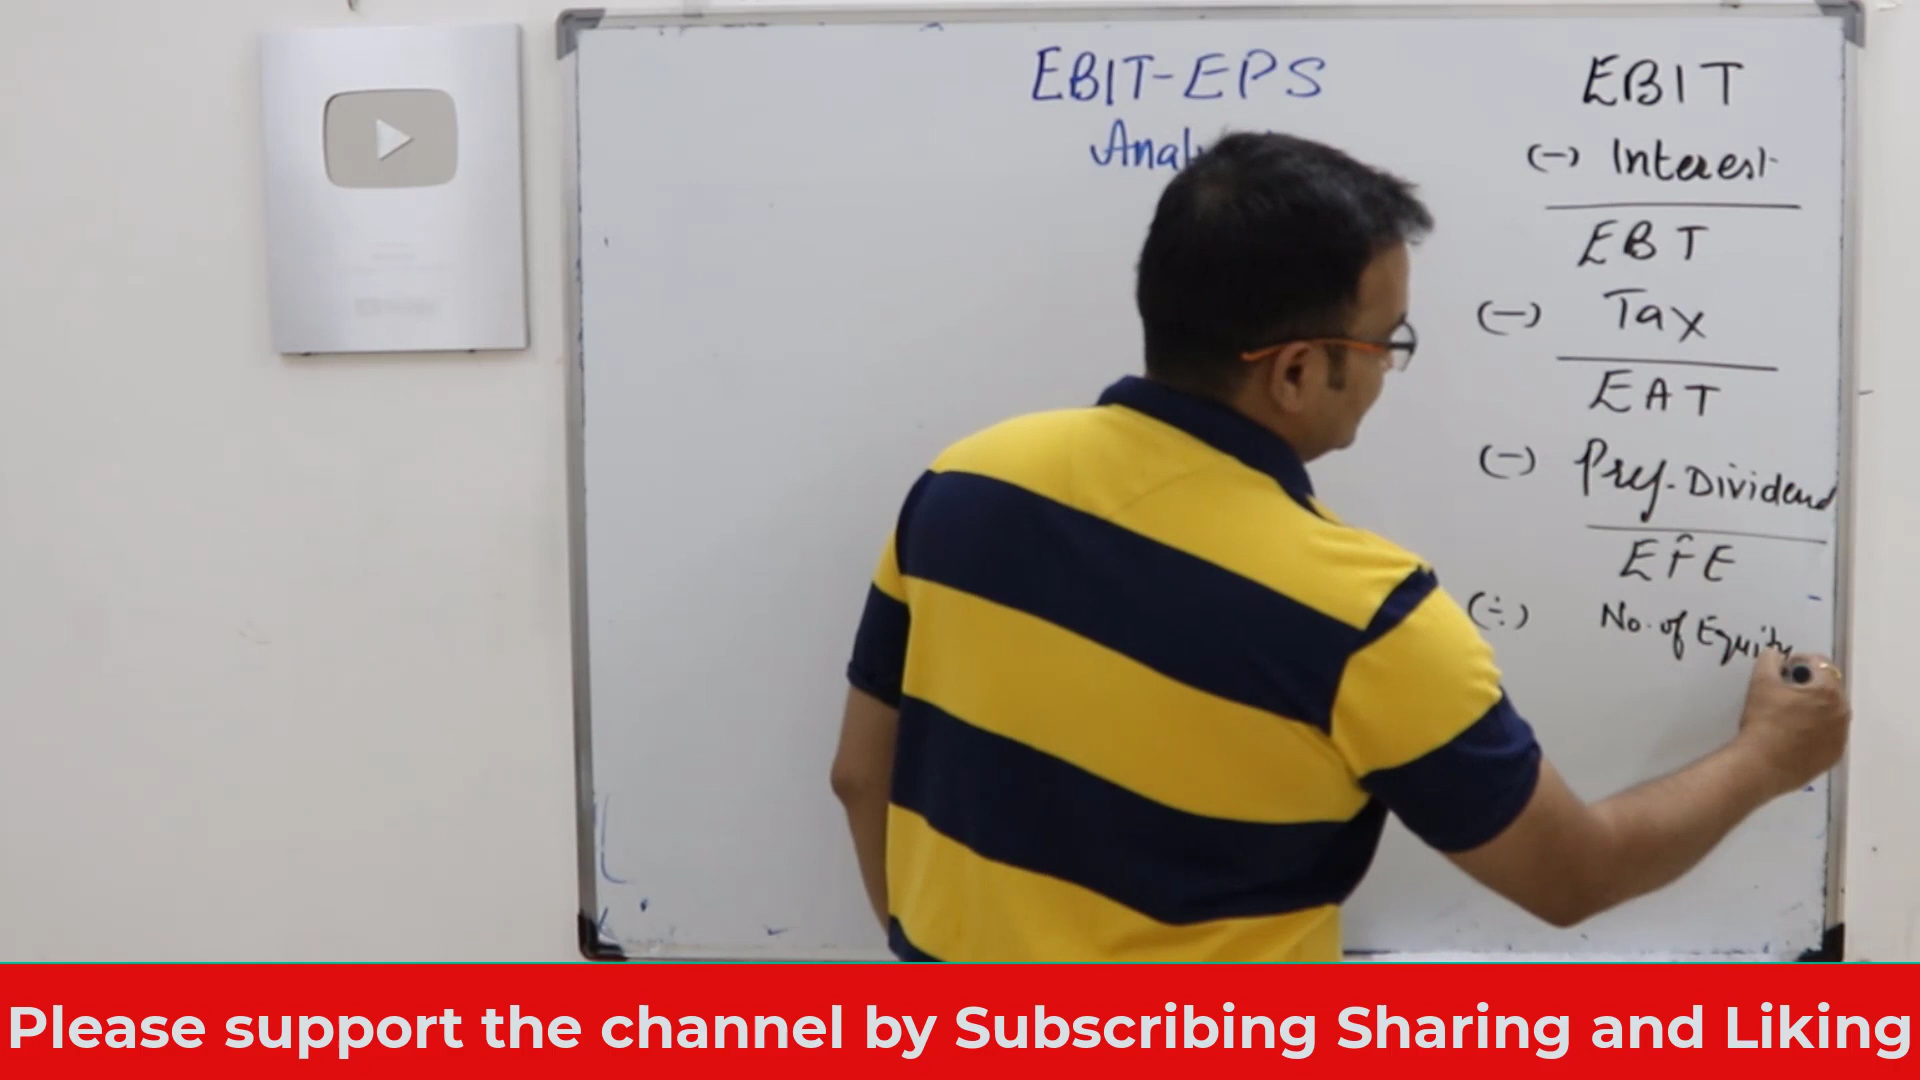 EBIT-EPS
EBIT
(-) Interest
EBT
(-) Tax
EAT
(-) Pref. Dividend
EFE
(÷) No. of Equity
Please support the channel by Subscribing Sharing and Liking